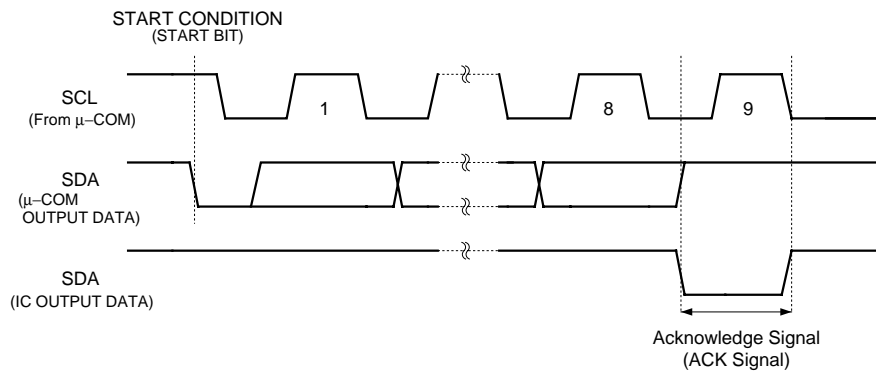 START CONDITION
(START BIT)
SCL
(From μ−COM)
1
8
9
SDA
(μ−COM
OUTPUT DATA)
SDA
(IC OUTPUT DATA)
Acknowledge Signal
(ACK Signal)